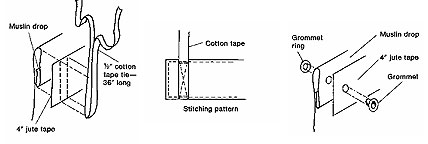 Muslin drop
½" cotton
tape tie—
36" long
4" jute tape
Cotton tape
Stitching pattern
Grommet
ring
Muslin drop
4" jute tape
Grommet